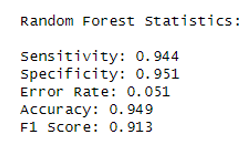 Random Forest Statistics:
Sensitivity: 0.944
Specificity: 0.951
Error Rate: 0.051
Accuracy: 0.949
F1 Score: 0.913